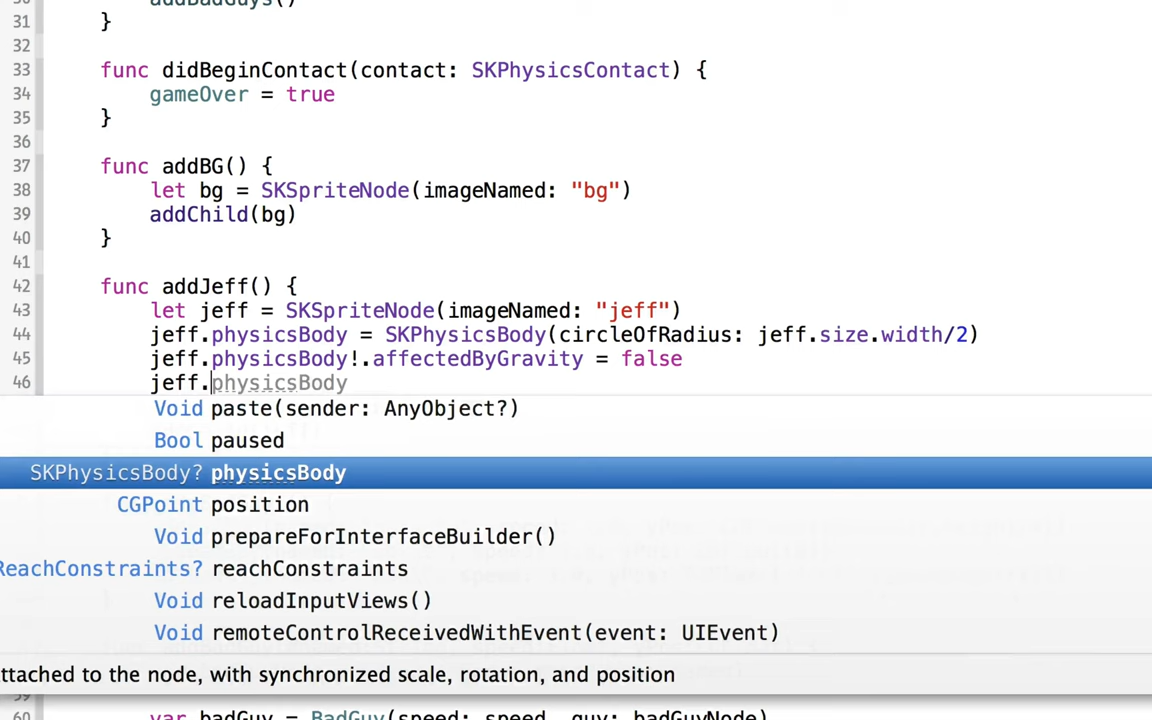 addBadGuys()
31 }
32
33 func didBeginContact(contact: SKPhysicsContact) {
34 gameOver = true
35 }
36
37 func addBG() {
38 let bg = SKSpriteNode(imageNamed: "bg")
39 addChild(bg)
40 }
41
42 func addJeff() {
43 let jeff = SKSpriteNode(imageNamed: "jeff")
44 jeff.physicsBody = SKPhysicsBody(circleOfRadius: jeff.size.width/2)
45 jeff.physicsBody!.affectedByGravity = false
46 jeff.physicsBody
Void paste(sender: AnyObject?)
Bool paused
SKPhysicsBody? physicsBody
CGPoint position
Void prepareForInterfaceBuilder()
ReachConstraints? reachConstraints
Void reloadInputViews()
Void remoteControlReceivedWithEvent(event: UIEvent)
ttached to the node, with synchronized scale, rotation, and position
60 var badGuy = BadGuy(speed: speed, guy: badGuyNode)